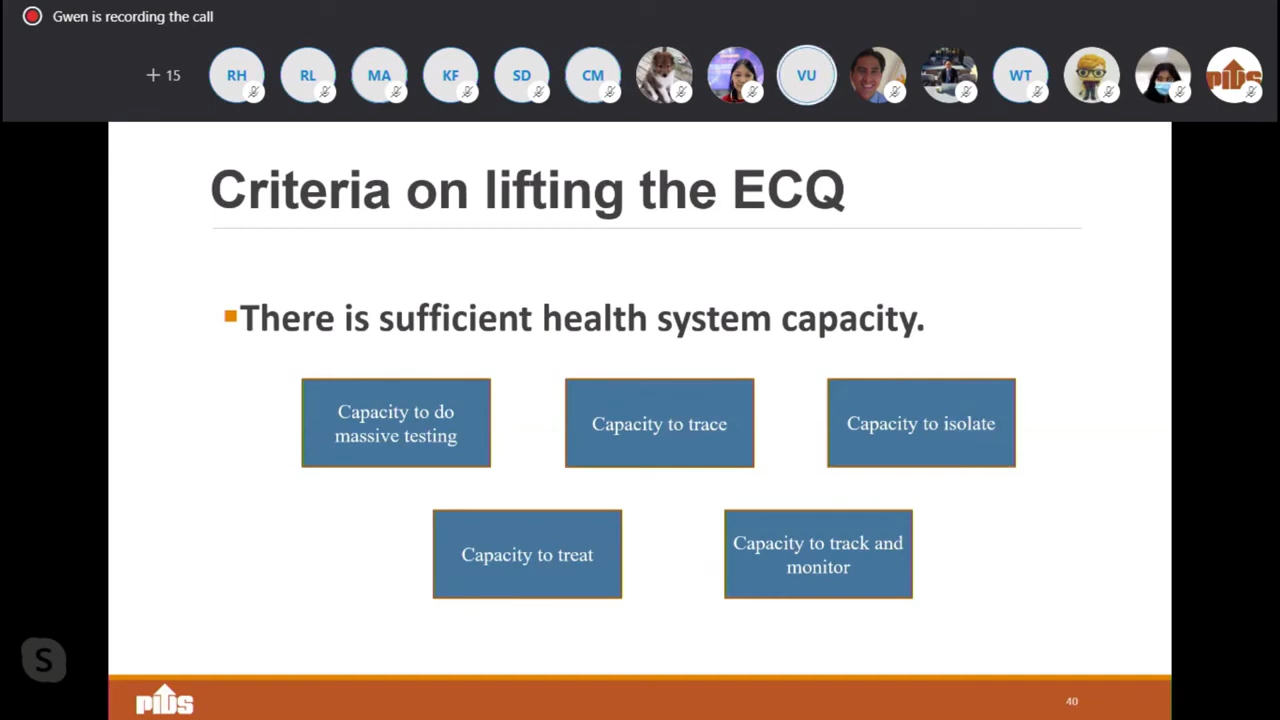 Gwen is recording the call
+ 15
RH
RL
MA
KF
SD
CM
VU
WT
PIDS
Criteria on lifting the ECQ
There is sufficient health system capacity.
Capacity to do
massive testing
Capacity to trace
Capacity to isolate
Capacity to treat
Capacity to track and
monitor
S
PIDS
40